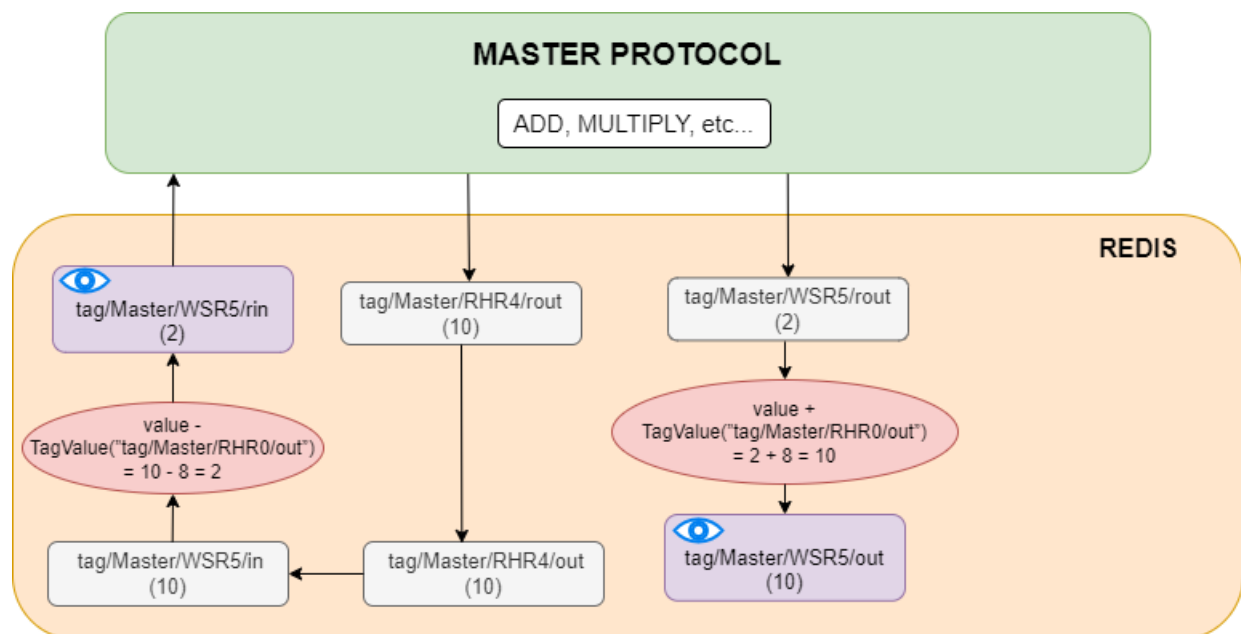 MASTER PROTOCOL
ADD, MULTIPLY, etc...
REDIS
tag/Master/WSR5/rin
(2)
tag/Master/RHR4/rout
(10)
tag/Master/WSR5/rout
(2)
value -
TagValue("tag/Master/RHR0/out")
= 10 - 8 = 2
value +
TagValue("tag/Master/RHR0/out")
= 2 + 8 = 10
tag/Master/WSR5/in
(10)
tag/Master/RHR4/out
(10)
tag/Master/WSR5/out
(10)